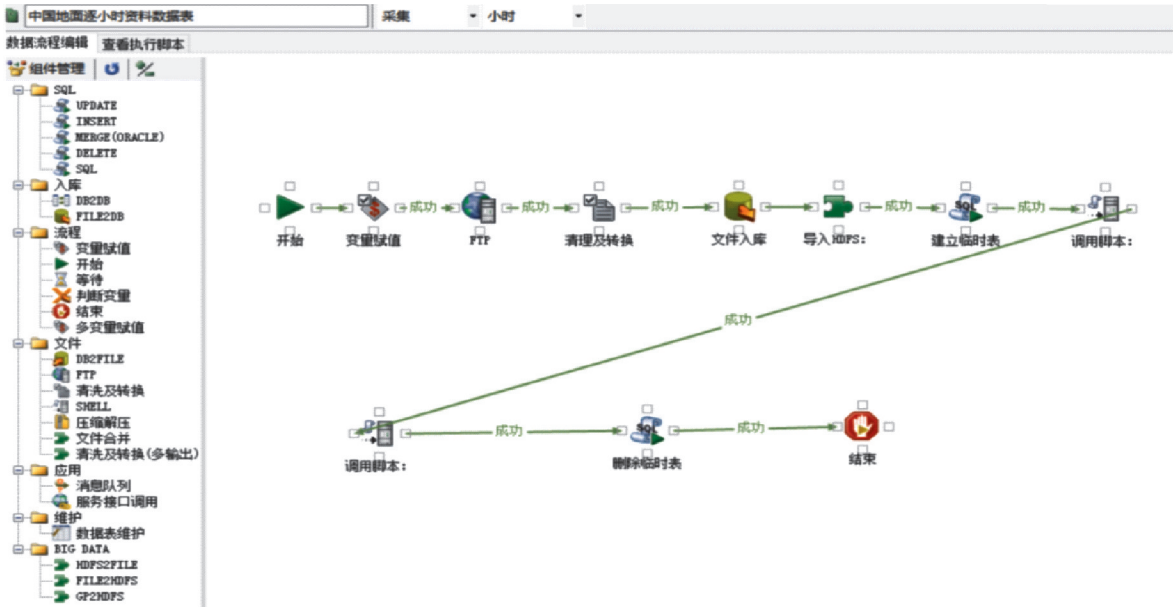 中国地面逐小时资料数据表 采集 小时
数据流程编辑 查看执行脚本
组件管理
SQL
UPDATE
INSERT
MERGE(ORACLE)
DELETE
SQL
入库
DB2DB
FILE2DB
流程
变量赋值
开始
等待
判断变量
结束
多变量赋值
文件
DB2FILE
FTP
清洗及转换
SHELL
压缩解压
文件合并
清洗及转换(多输出)
应用
消息队列
服务接口调用
维护
数据表维护
BIG DATA
HDFS2FILE
FILE2HDFS
GP2HDFS
成功 成功 成功 成功 成功
开始 变量赋值 FTP 清理及转换 文件入库 导入HDFS: 建立临时表 调用脚本:
成功
成功 成功
调用脚本: 删除临时表 结束